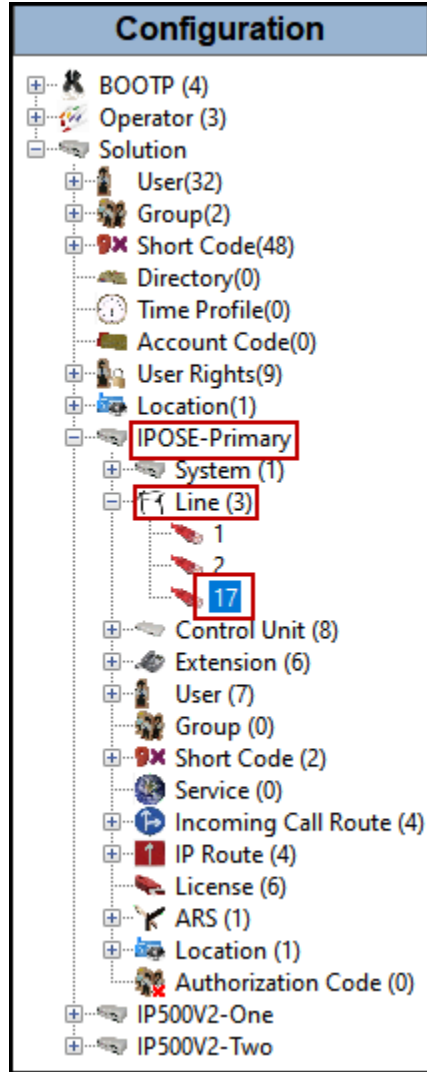 Configuration
BOOTP (4)
Operator (3)
Solution
User(32)
Group(2)
Short Code(48)
Directory(0)
Time Profile(0)
Account Code(0)
User Rights(9)
Location(1)
IPOSE-Primary
System (1)
Line (3)
1
2
17
Control Unit (8)
Extension (6)
User (7)
Group (0)
Short Code (2)
Service (0)
Incoming Call Route (4)
IP Route (4)
License (6)
ARS (1)
Location (1)
Authorization Code (0)
IP500V2-One
IP500V2-Two